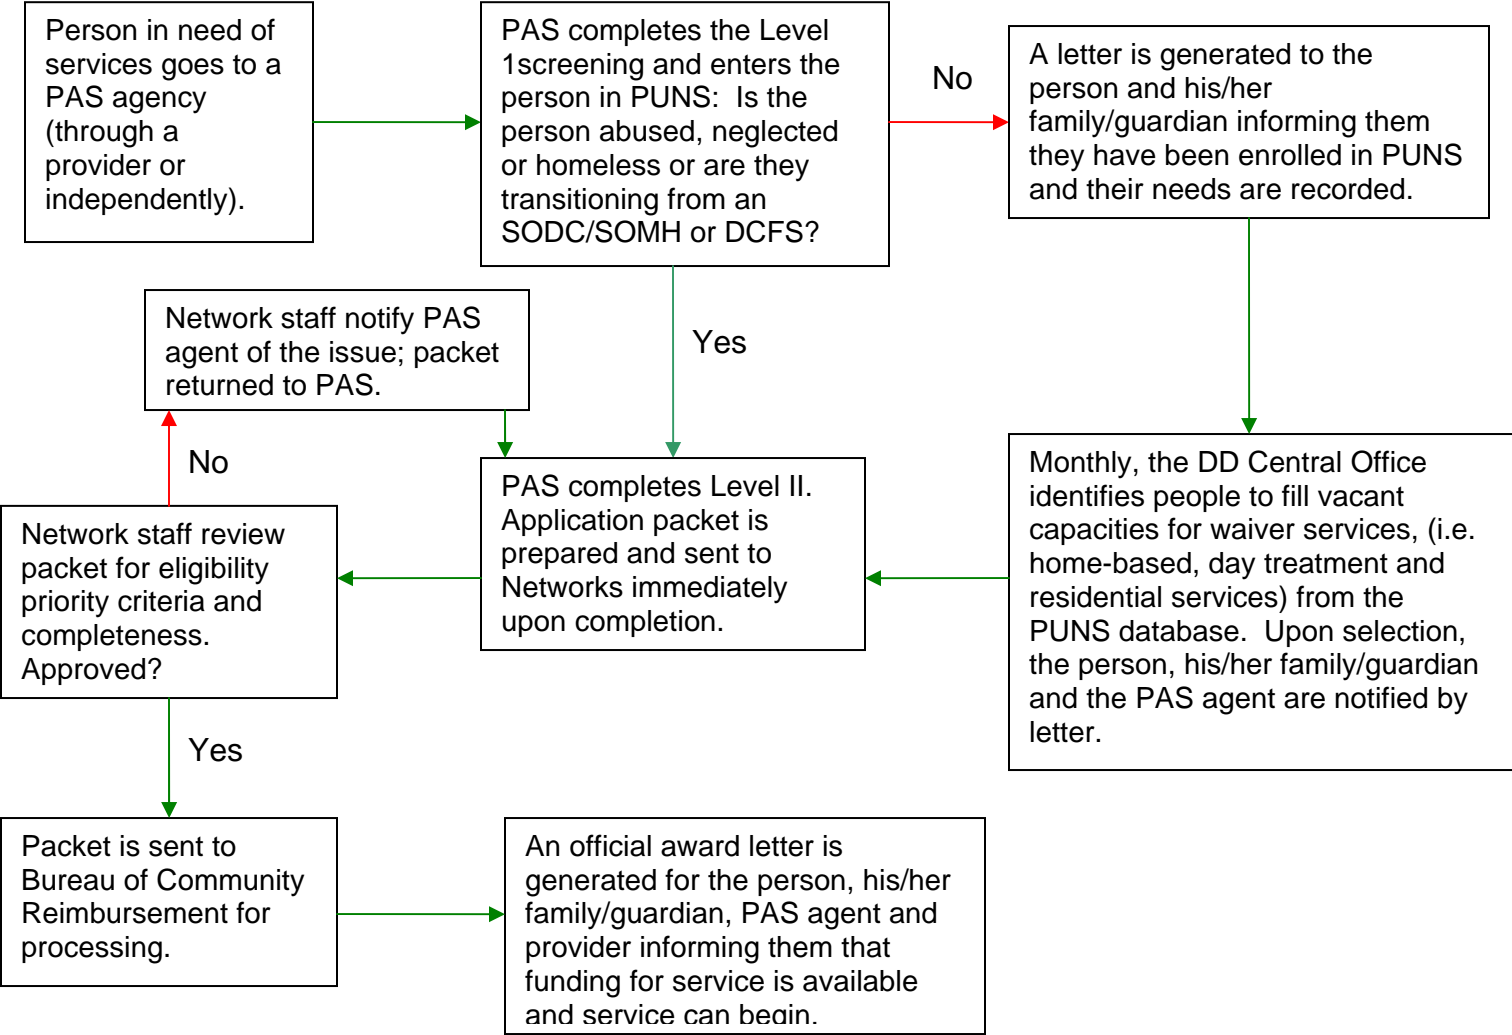 Person in need of
services goes to a
PAS agency
(through a
provider or
independently).
PAS completes the Level
1screening and enters the
person in PUNS:  Is the
person abused, neglected
or homeless or are they
transitioning from an
SODC/SOMH or DCFS?
No
A letter is generated to the
person and his/her
family/guardian informing them
they have been enrolled in PUNS
and their needs are recorded.
Yes
Network staff notify PAS
agent of the issue; packet
returned to PAS.
No
PAS completes Level II.
Application packet is
prepared and sent to
Networks immediately
upon completion.
Monthly, the DD Central Office
identifies people to fill vacant
capacities for waiver services, (i.e.
home-based, day treatment and
residential services) from the
PUNS database.  Upon selection,
the person, his/her family/guardian
and the PAS agent are notified by
letter.
Network staff review
packet for eligibility
priority criteria and
completeness.
Approved?
Yes
Packet is sent to
Bureau of Community
Reimbursement for
processing.
An official award letter is
generated for the person, his/her
family/guardian, PAS agent and
provider informing them that
funding for service is available
and service can begin.